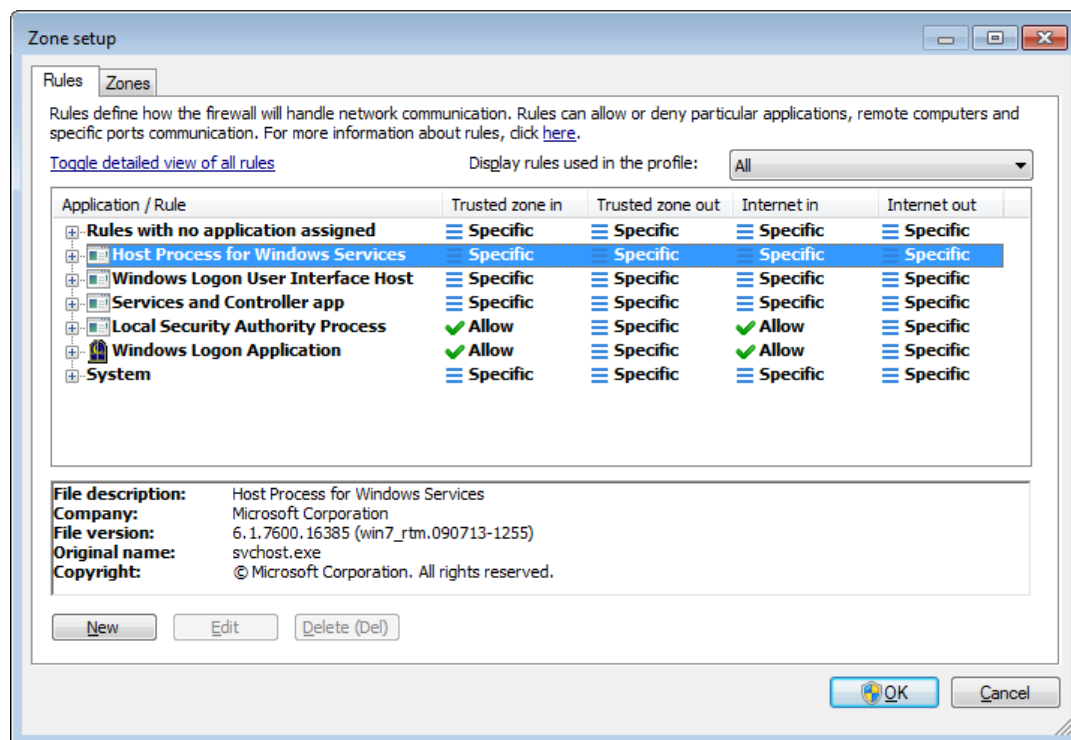 Zone setup
Rules Zones
Rules define how the firewall will handle network communication. Rules can allow or deny particular applications, remote computers and
specific ports communication. For more information about rules, click here.
Toggle detailed view of all rules Display rules used in the profile: All
Application / Rule Trusted zone in Trusted zone out Internet in Internet out
Rules with no application assigned Specific Specific Specific Specific
Host Process for Windows Services Specific Specific Specific Specific
Windows Logon User Interface Host Specific Specific Specific Specific
Services and Controller app Specific Specific Specific Specific
Local Security Authority Process Allow Specific Allow Specific
Windows Logon Application Allow Specific Allow Specific
System Specific Specific Specific Specific
File description: Host Process for Windows Services
Company: Microsoft Corporation
File version: 6.1.7600.16385 (win7_rtm.090713-1255)
Original name: svchost.exe
Copyright: © Microsoft Corporation. All rights reserved.
New Edit Delete (Del)
OK Cancel